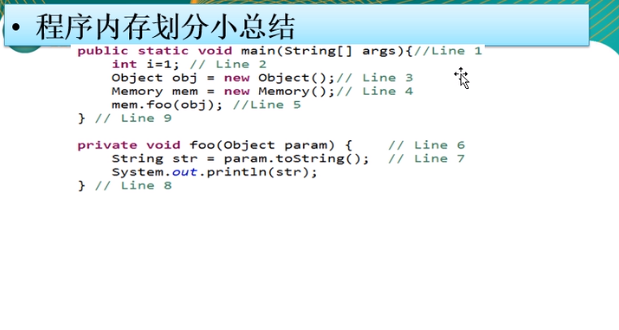 • 程序内存划分小总结
public static void main(String[] args){//Line 1
    int i=1; // Line 2
    Object obj = new Object();// Line 3
    Memory mem = new Memory();// Line 4
    mem.foo(obj); //Line 5
} // Line 9
private void foo(Object param) {    // Line 6
    String str = param.toString();  // Line 7
    System.out.println(str);
} // Line 8